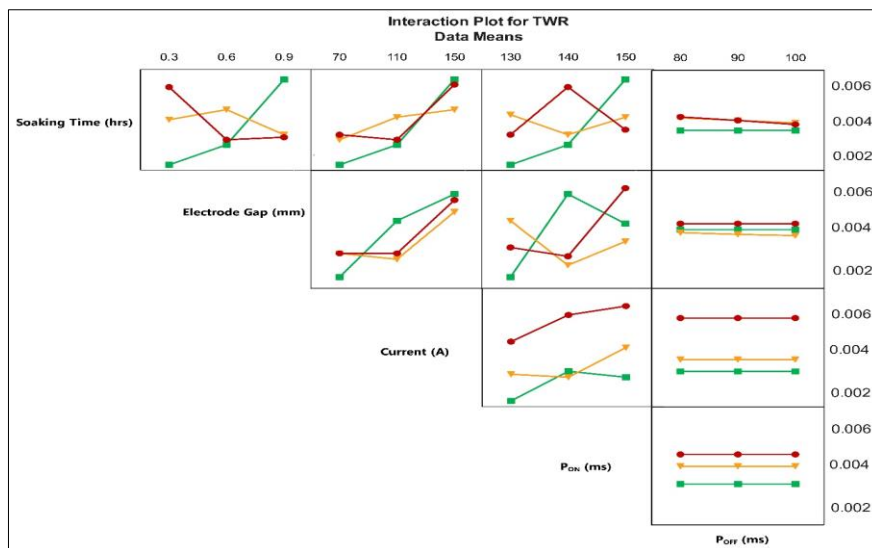 Interaction Plot for TWR
Data Means
0.3 0.6 0.9 70 110 150 130 140 150 80 90 100
Soaking Time (hrs)
0.006
0.004
0.002
Electrode Gap (mm)
0.006
0.004
0.002
Current (A)
0.006
0.004
0.002
P_ON (ms)
0.006
0.004
0.002
P_OFF (ms)